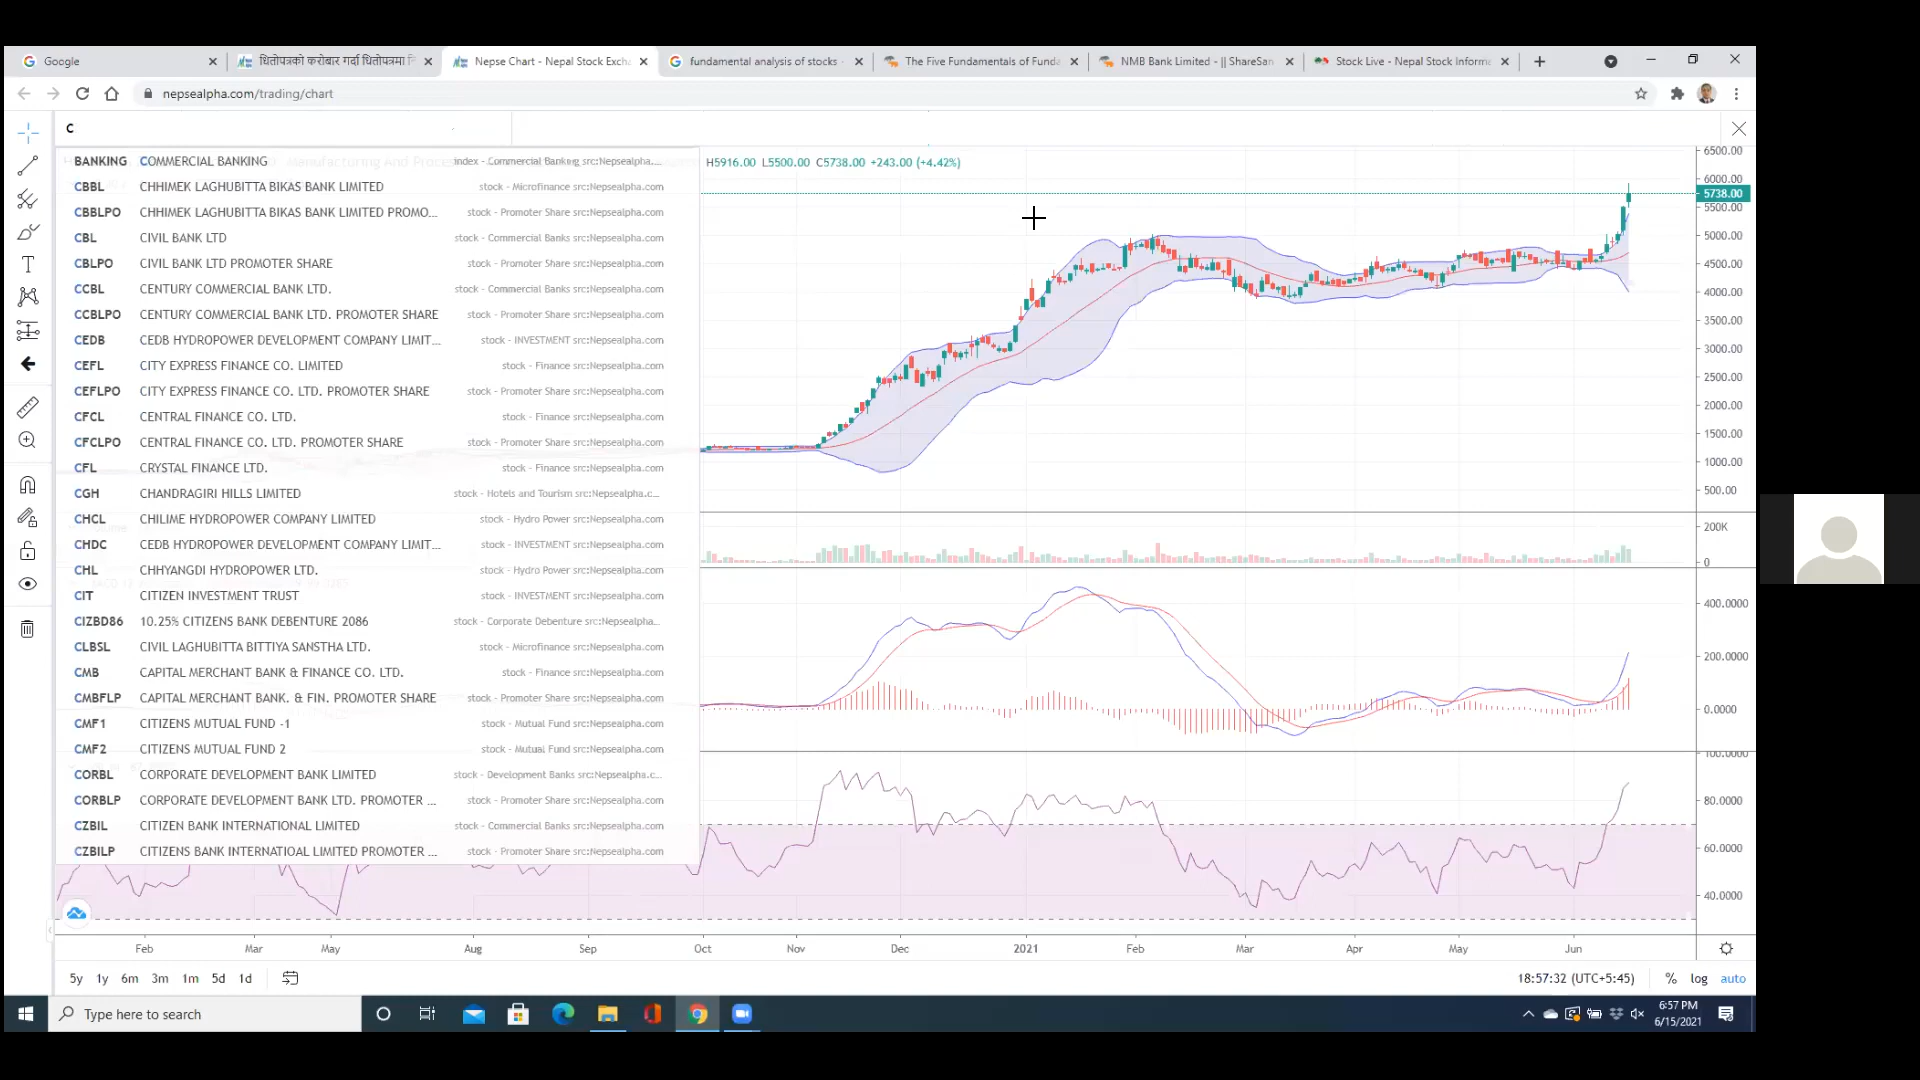 Google
धितोपत्रको करोबार गर्दा धितोपत्रमा नि
Nepse Chart - Nepal Stock Excha
fundamental analysis of stocks -
The Five Fundamentals of Funda
NMB Bank Limited - || ShareSan
Stock Live - Nepal Stock Informa
nepsealpha.com/trading/chart
C
H5916.00 L5500.00 C5738.00 +243.00 (+4.42%)
BANKING COMMERCIAL BANKING index - Commercial Banking src:Nepsealpha....
CBBL CHHIMEK LAGHUBITTA BIKAS BANK LIMITED stock - Microfinance src:Nepsealpha.com
CBBLPO CHHIMEK LAGHUBITTA BIKAS BANK LIMITED PROMO... stock - Promoter Share src:Nepsealpha.com
CBL CIVIL BANK LTD stock - Commercial Banks src:Nepsealpha.com
CBLPO CIVIL BANK LTD PROMOTER SHARE stock - Promoter Share src:Nepsealpha.com
CCBL CENTURY COMMERCIAL BANK LTD. stock - Commercial Banks src:Nepsealpha.com
CCBLPO CENTURY COMMERCIAL BANK LTD. PROMOTER SHARE stock - Promoter Share src:Nepsealpha.com
CEDB CEDB HYDROPOWER DEVELOPMENT COMPANY LIMIT... stock - INVESTMENT src:Nepsealpha.com
CEFL CITY EXPRESS FINANCE CO. LIMITED stock - Finance src:Nepsealpha.com
CEFLPO CITY EXPRESS FINANCE CO. LTD. PROMOTER SHARE stock - Promoter Share src:Nepsealpha.com
CFCL CENTRAL FINANCE CO. LTD. stock - Finance src:Nepsealpha.com
CFCLPO CENTRAL FINANCE CO. LTD. PROMOTER SHARE stock - Promoter Share src:Nepsealpha.com
CFL CRYSTAL FINANCE LTD. stock - Finance src:Nepsealpha.com
CGH CHANDRAGIRI HILLS LIMITED stock - Hotels and Tourism src:Nepsealpha.c...
CHCL CHILIME HYDROPOWER COMPANY LIMITED stock - Hydro Power src:Nepsealpha.com
CHDC CEDB HYDROPOWER DEVELOPMENT COMPANY LIMIT... stock - INVESTMENT src:Nepsealpha.com
CHL CHHYANGDI HYDROPOWER LTD. stock - Hydro Power src:Nepsealpha.com
CIT CITIZEN INVESTMENT TRUST stock - INVESTMENT src:Nepsealpha.com
CIZBD86 10.25% CITIZENS BANK DEBENTURE 2086 stock - Corporate Debenture src:Nepsealpha...
CLBSL CIVIL LAGHUBITTA BITTIYA SANSTHA LTD. stock - Microfinance src:Nepsealpha.com
CMB CAPITAL MERCHANT BANK & FINANCE CO. LTD. stock - Finance src:Nepsealpha.com
CMBFLP CAPITAL MERCHANT BANK. & FIN. PROMOTER SHARE stock - Promoter Share src:Nepsealpha.com
CMF1 CITIZENS MUTUAL FUND -1 stock - Mutual Fund src:Nepsealpha.com
CMF2 CITIZENS MUTUAL FUND 2 stock - Mutual Fund src:Nepsealpha.com
CORBL CORPORATE DEVELOPMENT BANK LIMITED stock - Development Banks src:Nepsealpha.c...
CORBLP CORPORATE DEVELOPMENT BANK LTD. PROMOTER ... stock - Promoter Share src:Nepsealpha.com
CZBIL CITIZEN BANK INTERNATIONAL LIMITED stock - Commercial Banks src:Nepsealpha.com
CZBILP CITIZENS BANK INTERNATIOAL LIMITED PROMOTER ... stock - Promoter Share src:Nepsealpha.com
6500.00
6000.00
5738.00
5500.00
5000.00
4500.00
4000.00
3500.00
3000.00
2500.00
2000.00
1500.00
1000.00
500.00
200K
0
400.0000
200.0000
0.0000
100.0000
80.0000
60.0000
40.0000
Feb Mar May Aug Sep Oct Nov Dec 2021 Feb Mar Apr May Jun
5y 1y 6m 3m 1m 5d 1d
18:57:32 (UTC+5:45) % log auto
Type here to search
6:57 PM
6/15/2021